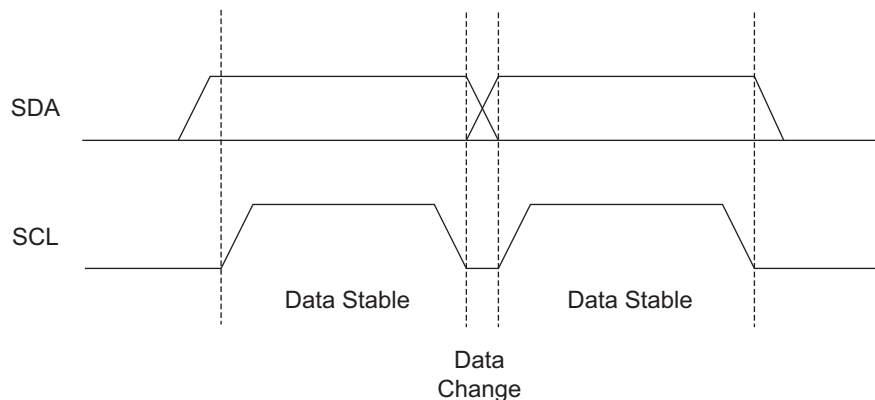 SDA
SCL
Data Stable
Data Stable
Data
Change